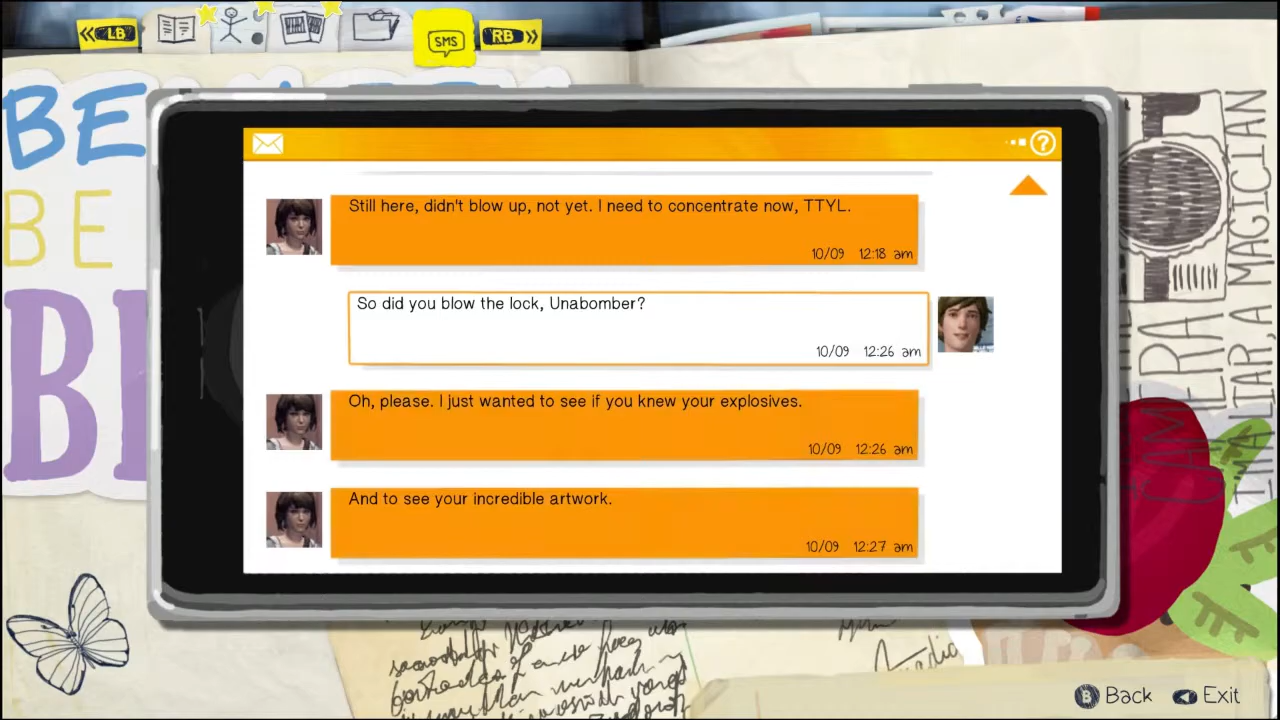 LB
SMS
RB
BE
BE
B
?
Still here, didn't blow up, not yet. I need to concentrate now, TTYL.
10/09 12:18 am
So did you blow the lock, Unabomber?
10/09 12:26 am
Oh, please. I just wanted to see if you knew your explosives.
10/09 12:26 am
And to see your incredible artwork.
10/09 12:27 am
CAMERA
LIAR, A MAGICIAN
B Back Exit